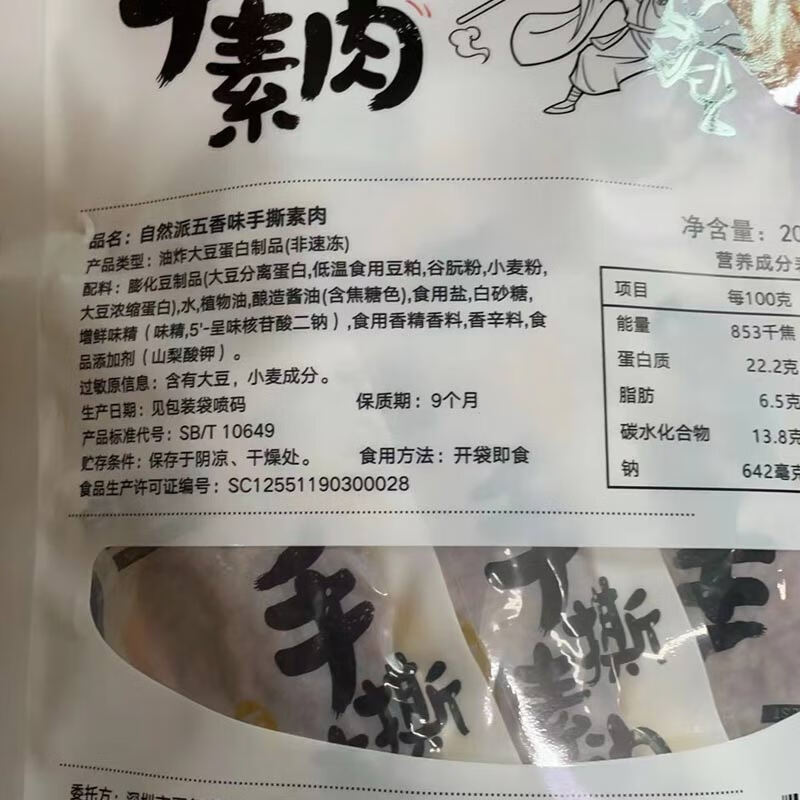 手
素肉
品名：自然派五香味手撕素肉
产品类型：油炸大豆蛋白制品(非速冻)
配料：膨化豆制品(大豆分离蛋白,低温食用豆粕,谷朊粉,小麦粉,
大豆浓缩蛋白),水,植物油,酿造酱油(含焦糖色),食用盐,白砂糖,
增鲜味精（味精,5'-呈味核苷酸二钠）,食用香精香料,香辛料,食
品添加剂（山梨酸钾）。
过敏原信息：含有大豆，小麦成分。
生产日期：见包装袋喷码 保质期：9个月
产品标准代号：SB/T 10649
贮存条件：保存于阴凉、干燥处。 食用方法：开袋即食
食品生产许可证编号：SC12551190300028
净含量：20
营养成分表
项目 每100克
能量 853千焦
蛋白质 22.2克
脂肪 6.5克
碳水化合物 13.8克
钠 642毫克
手撕
手撕素肉
委托方：深圳市